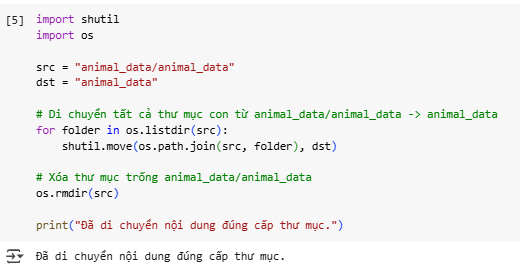 [5] import shutil
import os
src = "animal_data/animal_data"
dst = "animal_data"
# Di chuyển tất cả thư mục con từ animal_data/animal_data -> animal_data
for folder in os.listdir(src):
    shutil.move(os.path.join(src, folder), dst)
# Xóa thư mục trống animal_data/animal_data
os.rmdir(src)
print("Đã di chuyển nội dung đúng cấp thư mục.")
Đã di chuyển nội dung đúng cấp thư mục.